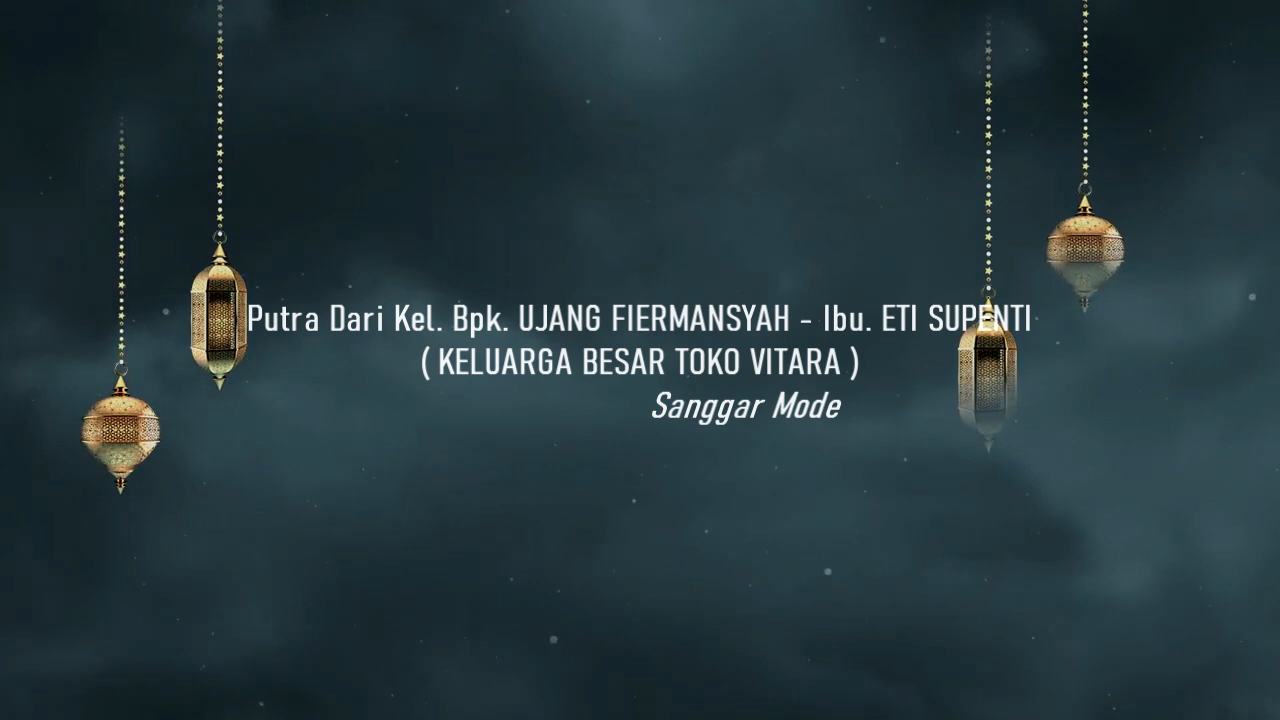 Putra Dari Kel. Bpk. UJANG FIERMANSYAH - Ibu. ETI SUPENTI
( KELUARGA BESAR TOKO VITARA )
Sanggar Mode